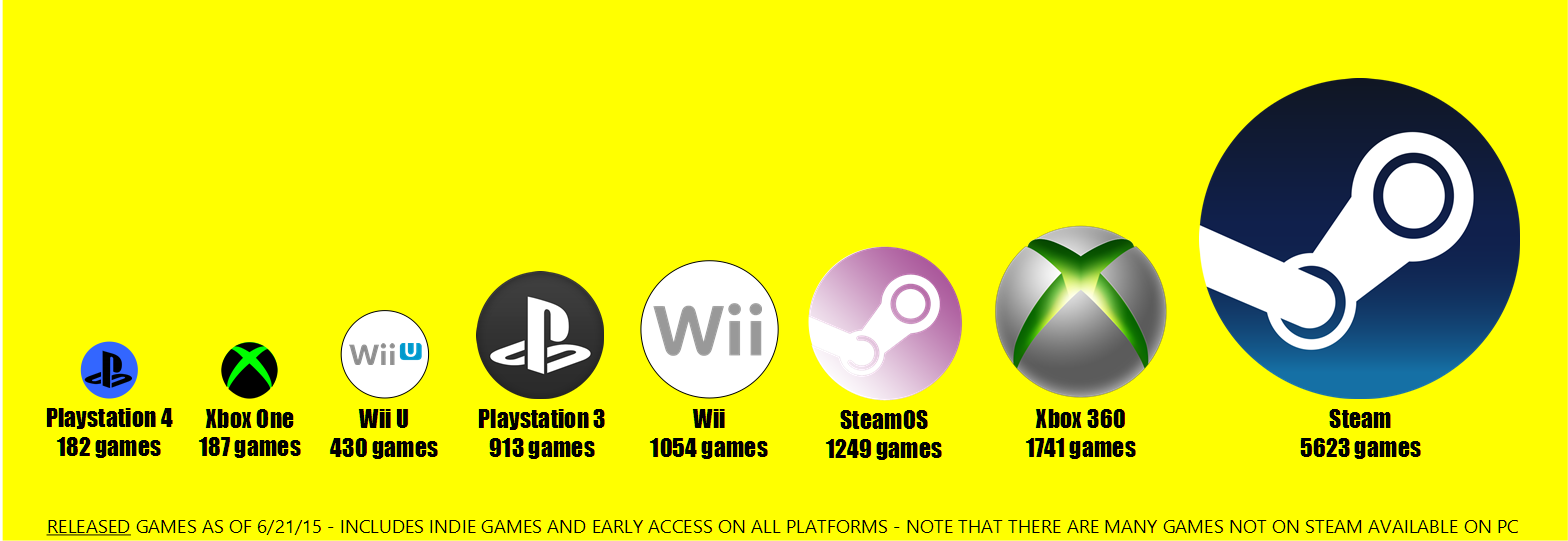 Wii U
Wii
Playstation 4
182 games
Xbox One
187 games
Wii U
430 games
Playstation 3
913 games
Wii
1054 games
SteamOS
1249 games
Xbox 360
1741 games
Steam
5623 games
RELEASED GAMES AS OF 6/21/15 - INCLUDES INDIE GAMES AND EARLY ACCESS ON ALL PLATFORMS - NOTE THAT THERE ARE MANY GAMES NOT ON STEAM AVAILABLE ON PC